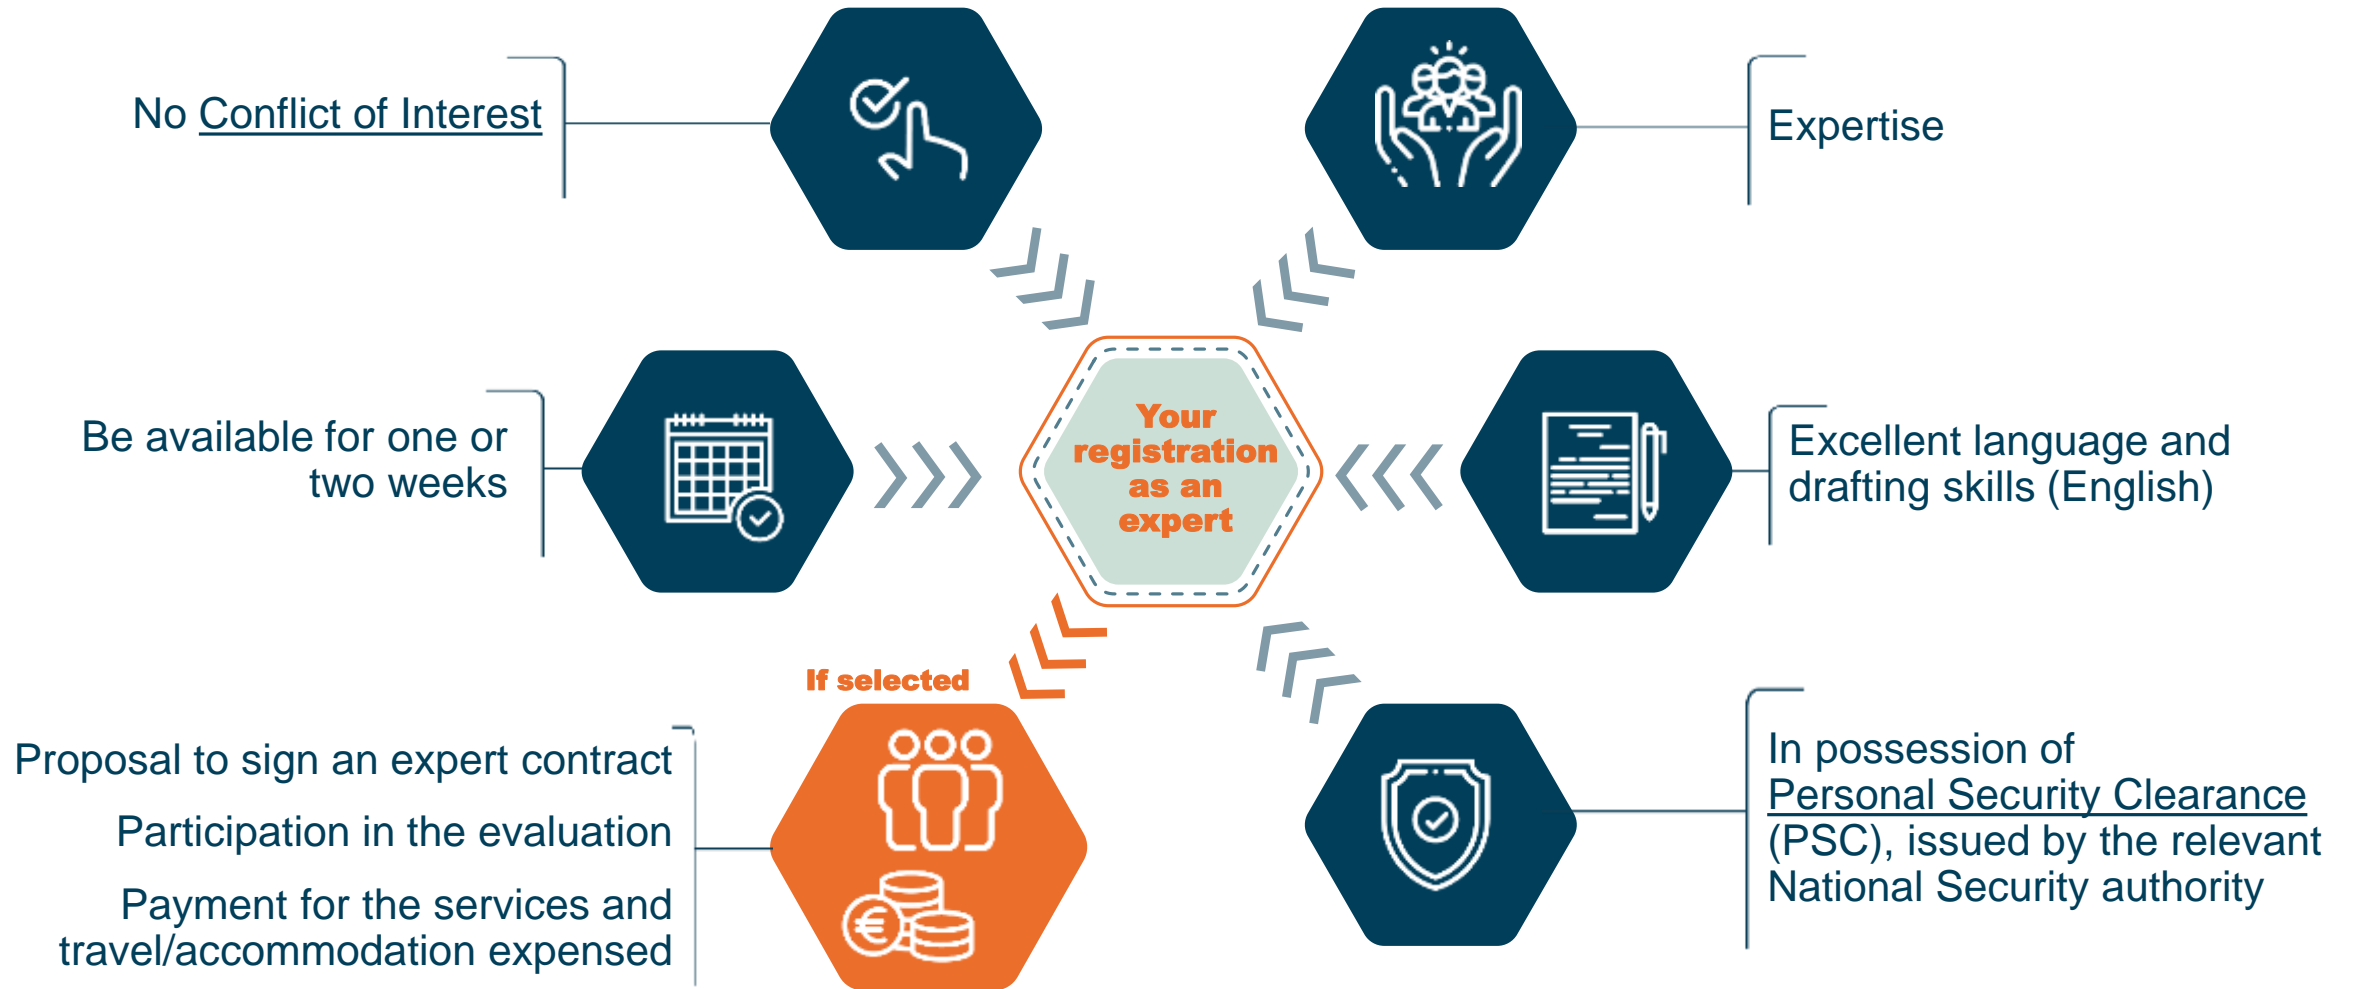 No Conflict of Interest
Expertise
Be available for one or
two weeks
Your
registration
as an
expert
Excellent language and
drafting skills (English)
If selected
Proposal to sign an expert contract
Participation in the evaluation
Payment for the services and
travel/accommodation expensed
In possession of
Personal Security Clearance
(PSC), issued by the relevant
National Security authority